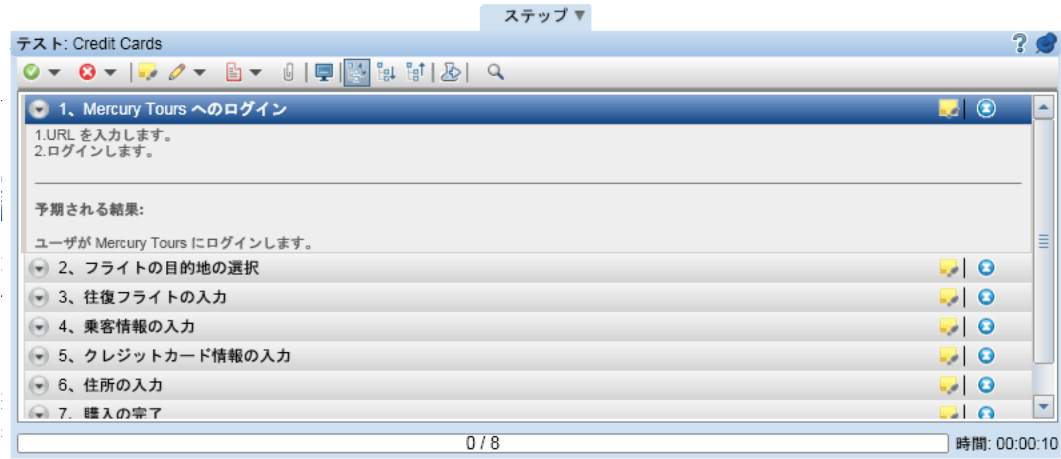 ステップ ▼
テスト: Credit Cards
1、Mercury Tours へのログイン
1.URL を入力します。
2.ログインします。
予期される結果:
ユーザが Mercury Tours にログインします。
2、フライトの目的地の選択
3、往復フライトの入力
4、乗客情報の入力
5、クレジットカード情報の入力
6、住所の入力
7、購入の完了
0 / 8
時間: 00:00:10